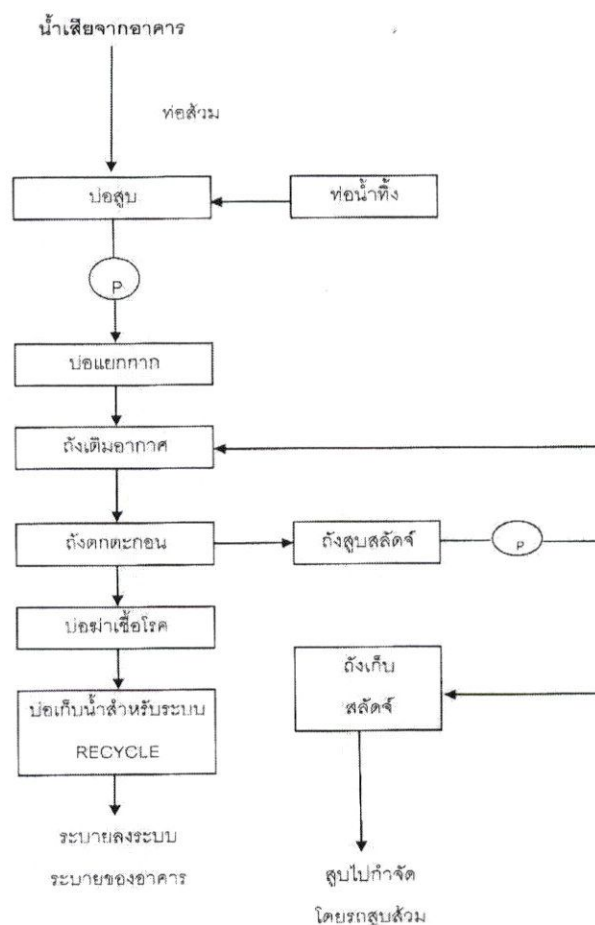 น้ำเสียจากอาคาร
ท่อส้วม
บ่อสูบ
ท่อน้ำทิ้ง
P
บ่อแยกกาก
ถังเติมอากาศ
ถังตกตะกอน
ถังสูบสลัดจ์
P
บ่อฆ่าเชื้อโรค
ถังเก็บ
สลัดจ์
บ่อเก็บน้ำสำหรับระบบ
RECYCLE
ระบายลงระบบ
ระบายของอาคาร
สูบไปกำจัด
โดยรถสูบส้วม